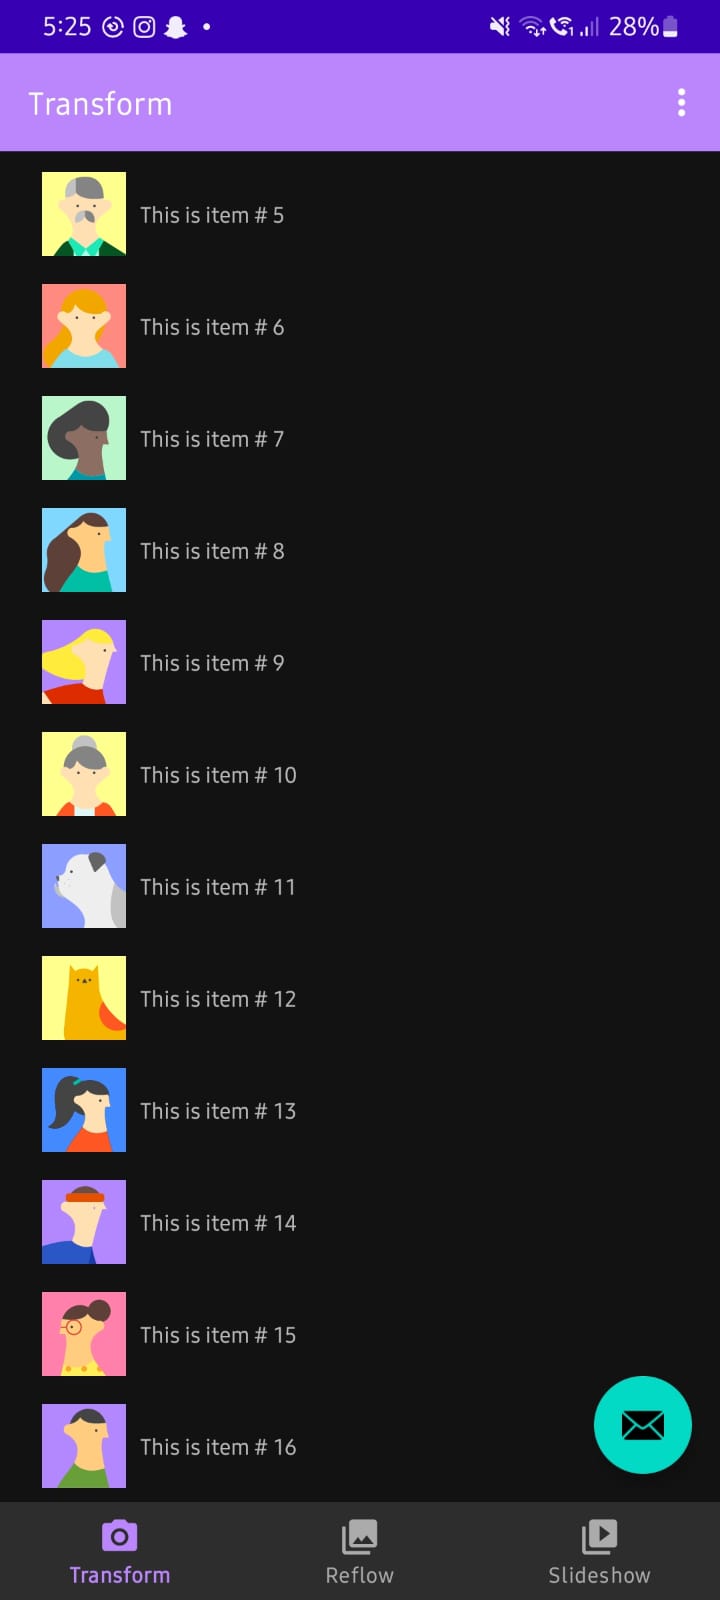 5:25
28%
Transform
This is item # 5
This is item # 6
This is item # 7
This is item # 8
This is item # 9
This is item # 10
This is item # 11
This is item # 12
This is item # 13
This is item # 14
This is item # 15
This is item # 16
Transform
Reflow
Slideshow